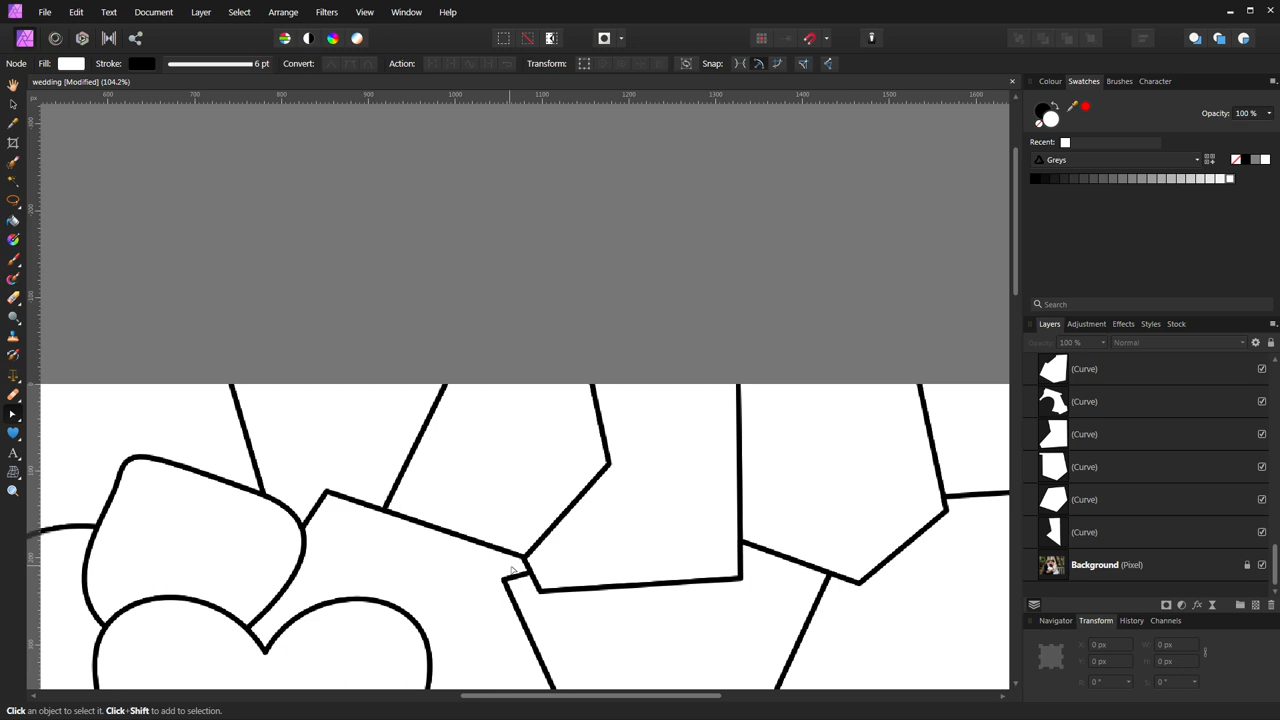 File Edit Text Document Layer Select Arrange Filters View Window Help
Node Fill: Stroke: 6 pt Convert: Action: Transform: Snap:
wedding [Modified] (104.2%)
px 600 700 800 900 1000 1100 1200 1300 1400 1500 1600
Colour Swatches Brushes Character
Opacity: 100 %
Recent:
Greys
Search
Layers Adjustment Effects Styles Stock
Opacity: 100 % Normal
(Curve)
(Curve)
(Curve)
(Curve)
(Curve)
(Curve)
Background (Pixel)
Navigator Transform History Channels
X: 0 px W: 0 px
Y: 0 px H: 0 px
R: 0 ° S: 0 °
Click an object to select it. Click+Shift to add to selection.